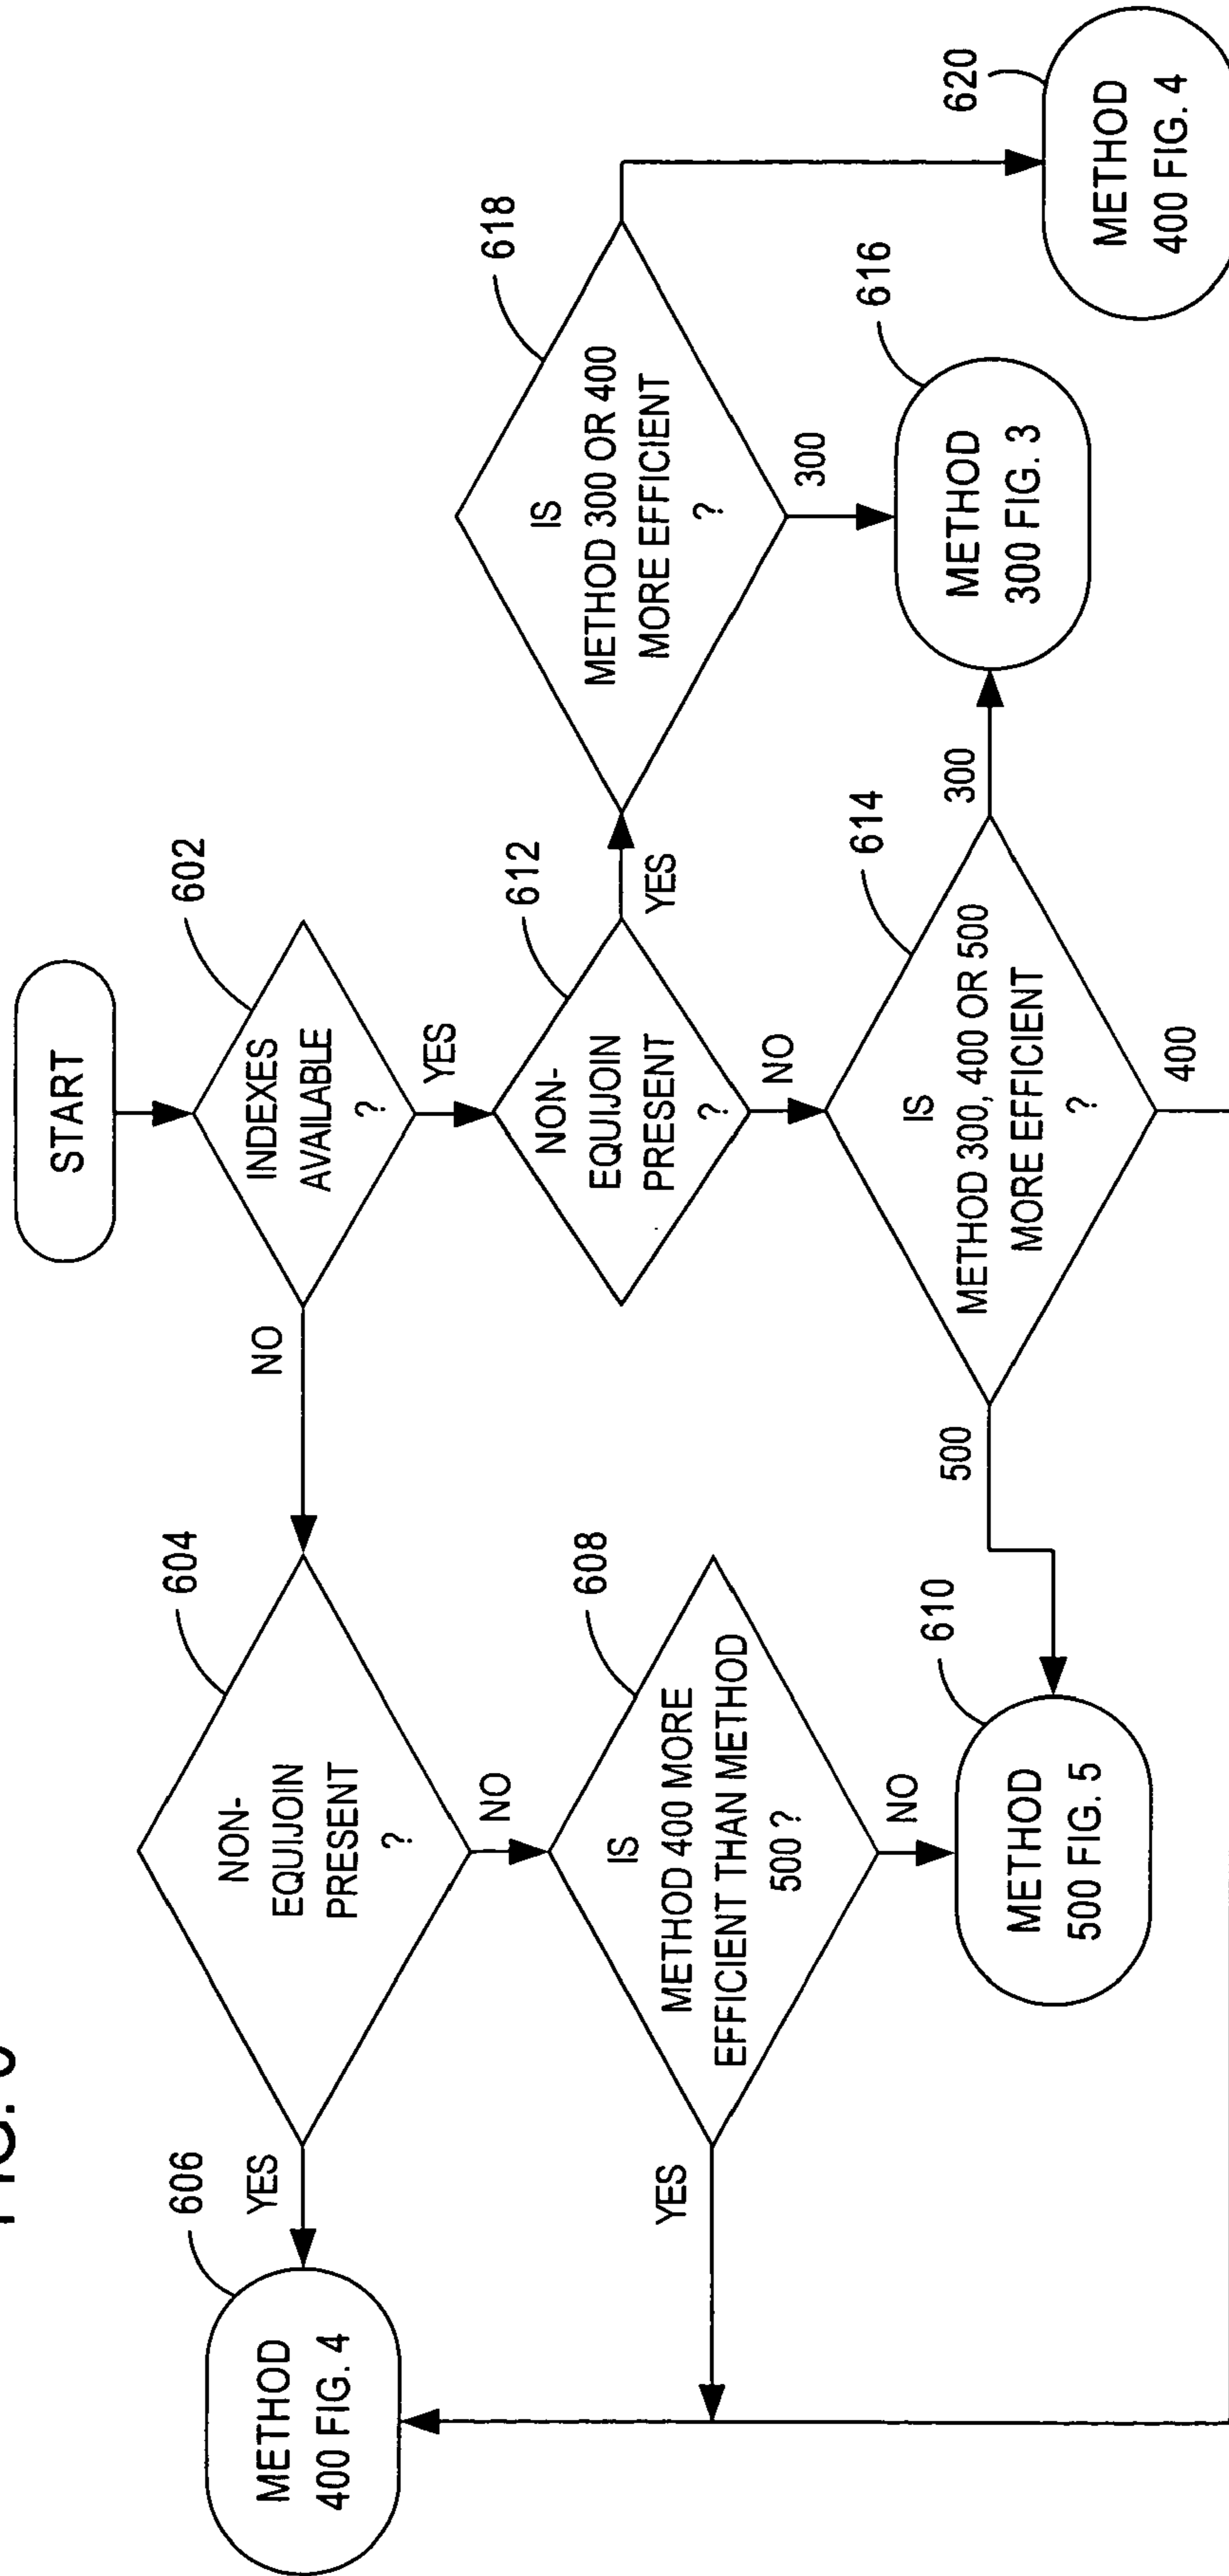 START
602
INDEXES
AVAILABLE
?
NO
YES
604
NON-
EQUIJOIN
PRESENT
?
YES
NO
606
METHOD
400 FIG. 4
608
IS
METHOD 400 MORE
EFFICIENT THAN METHOD
500 ?
YES
NO
610
METHOD
500 FIG. 5
612
NON-
EQUIJOIN
PRESENT
?
YES
NO
614
IS
METHOD 300, 400 OR 500
MORE EFFICIENT
?
500
300
400
616
METHOD
300 FIG. 3
618
IS
METHOD 300 OR 400
MORE EFFICIENT
?
300
620
METHOD
400 FIG. 4